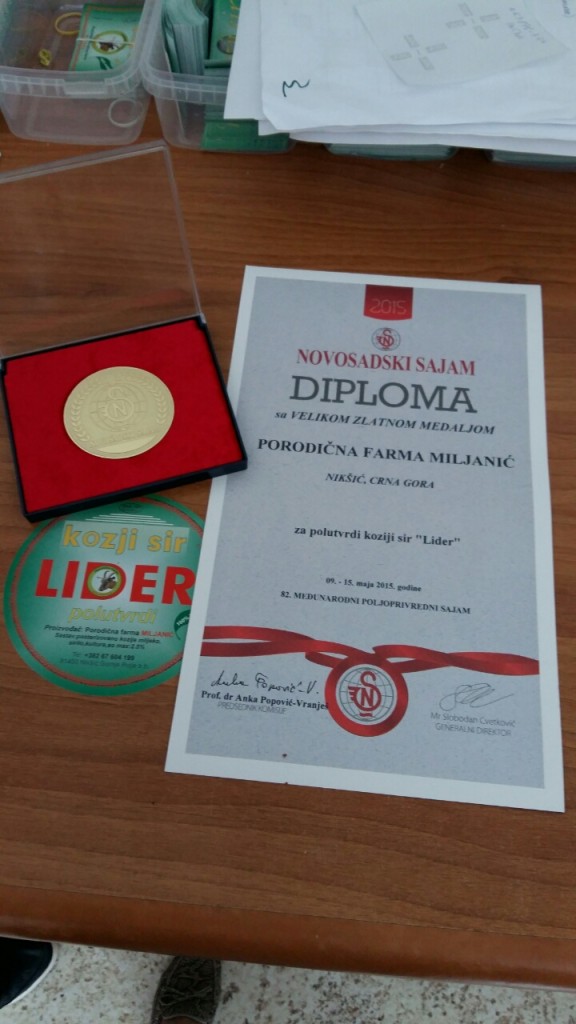 2015
NOVOSADSKI SAJAM
DIPLOMA
sa VELIKOM ZLATNOM MEDALJOM
PORODIČNA FARMA MILJANIĆ
NIKŠIĆ, CRNA GORA
za polutvrdi koziji sir "Lider"
09. - 15. maja 2015. godine
82. MEĐUNARODNI POLJOPRIVREDNI SAJAM
Prof. dr Anka Popović-Vranješ
PREDSEDNIK KOMISIJE
Mr Slobodan Cvetković
GENERALNI DIREKTOR
kozji sir
LIDER
polutvrdi
Proizvođač: Porodična farma MILJANIĆ